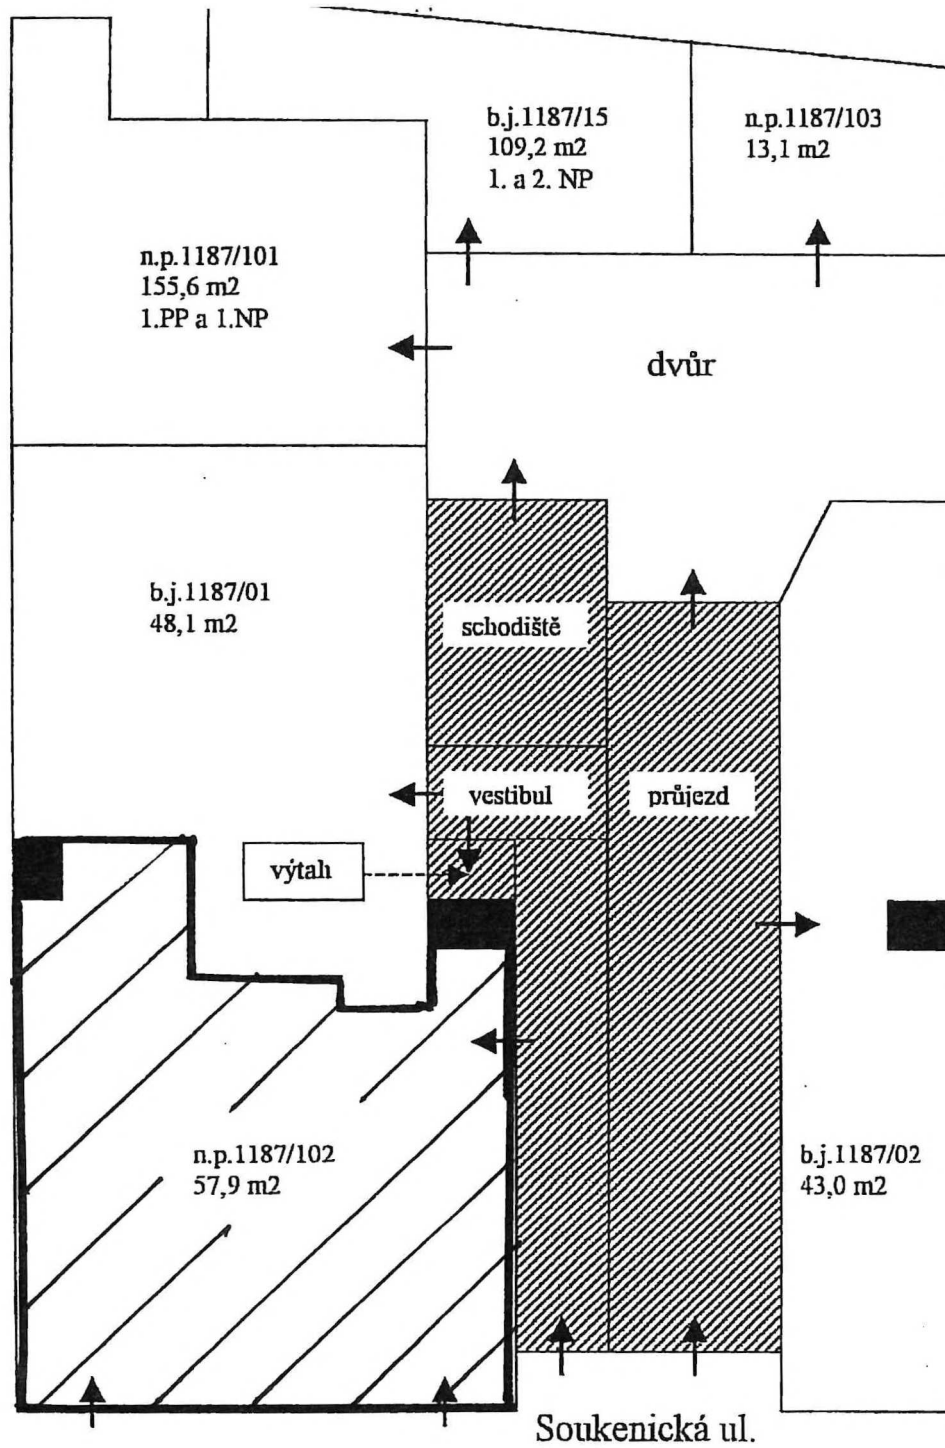 b.j.1187/15
109,2 m2
1. a 2. NP
n.p.1187/103
13,1 m2
n.p.1187/101
155,6 m2
1.PP a 1.NP
dvůr
b.j.1187/01
48,1 m2
schodiště
vestibul
průjezd
výtah
n.p.1187/102
57,9 m2
b.j.1187/02
43,0 m2
Soukenická ul.